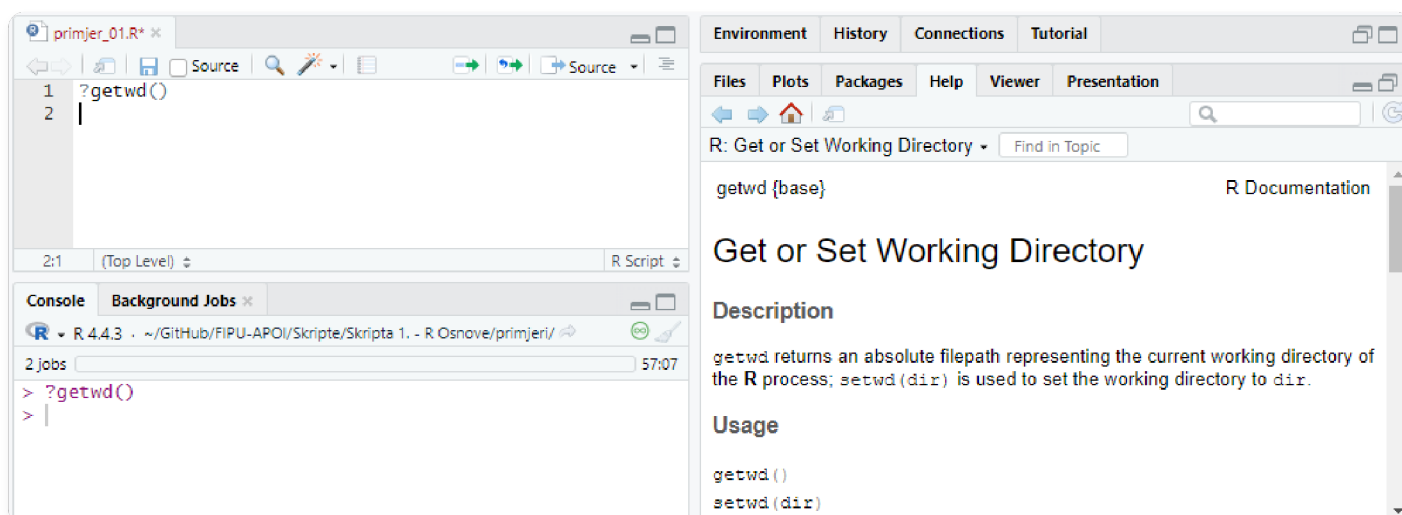 primjer_01.R*
Source
Source
1 ?getwd()
2
2:1 (Top Level) R Script
Console Background Jobs
R 4.4.3 · ~/GitHub/FIPU-APOI/Skripte/Skripta 1. - R Osnove/primjeri/
2 jobs 57:07
> ?getwd()
>
Environment History Connections Tutorial
Files Plots Packages Help Viewer Presentation
R: Get or Set Working Directory Find in Topic
getwd {base} R Documentation
Get or Set Working Directory
Description
getwd returns an absolute filepath representing the current working directory of
the R process; setwd(dir) is used to set the working directory to dir.
Usage
getwd()
setwd(dir)